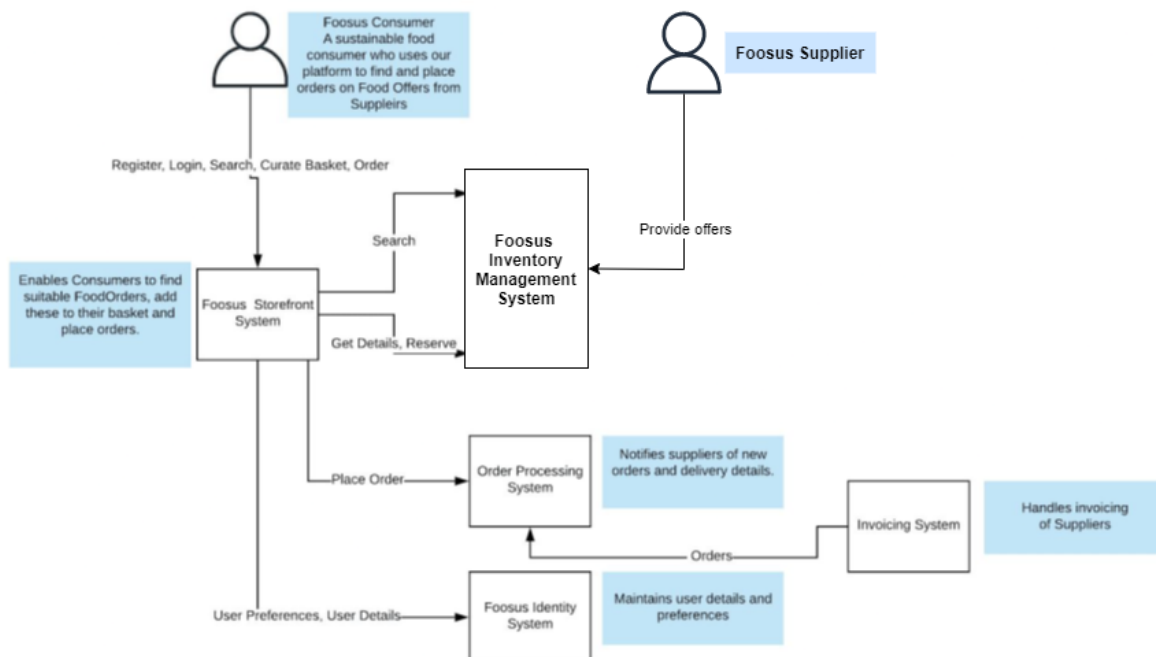 Foosus Consumer
A sustainable food
consumer who uses our
platform to find and place
orders on Food Offers from
Suppleirs
Foosus Supplier
Register, Login, Search, Curate Basket, Order
Search
Foosus
Inventory
Management
System
Provide offers
Enables Consumers to find
suitable FoodOrders, add
these to their basket and
place orders.
Foosus Storefront
System
Get Details, Reserve
Order Processing
System
Notifies suppliers of new
orders and delivery details.
Place Order
Invoicing System
Handles invoicing
of Suppliers
Orders
User Preferences, User Details
Foosus Identity
System
Maintains user details and
preferences